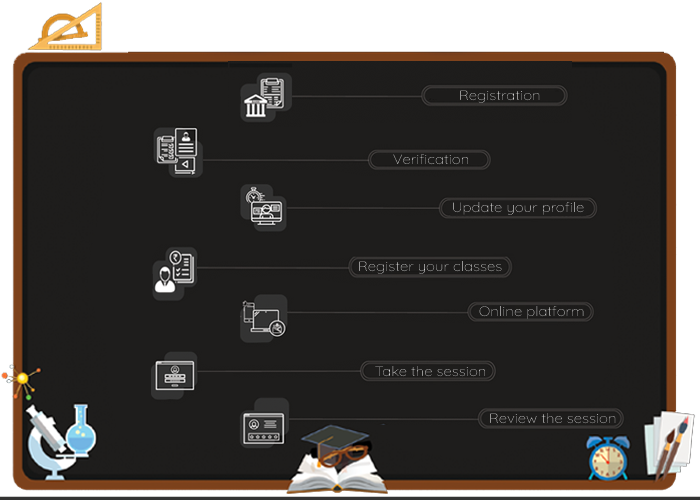 Registration
Verification
Update your profile
Register your classes
Online platform
Take the session
Review the session